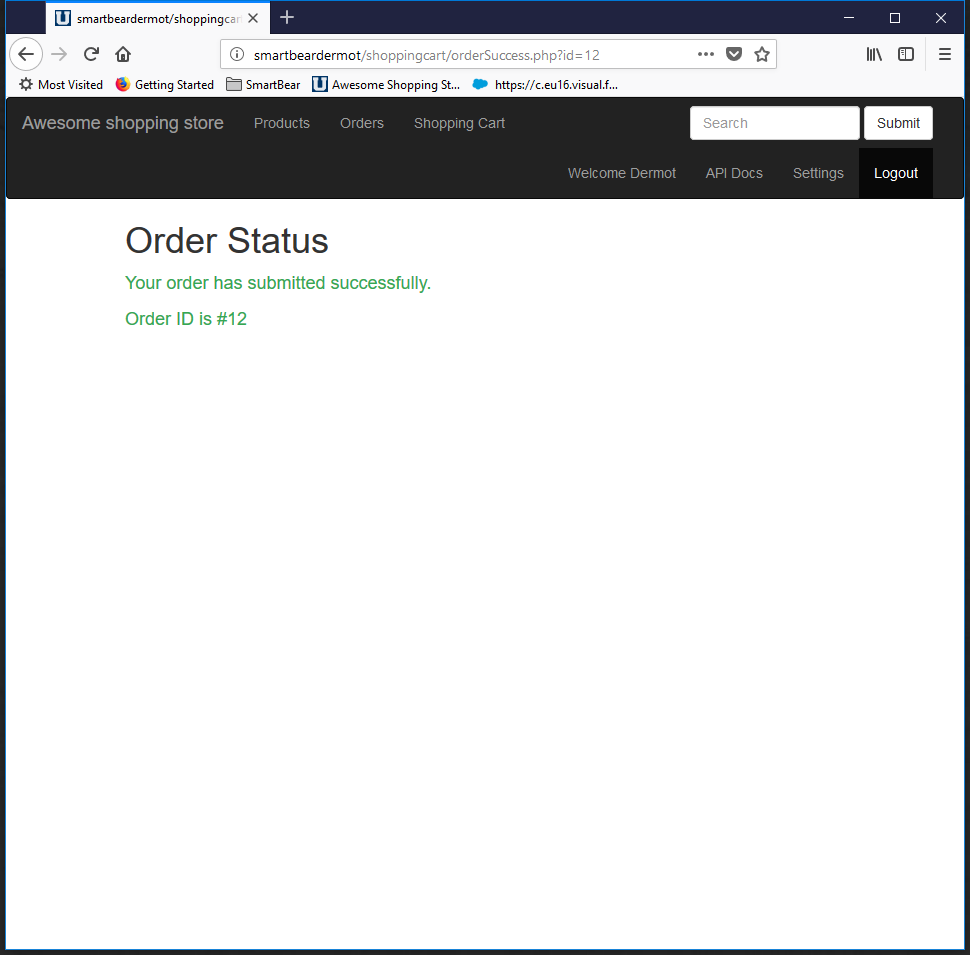 smartbeardermot/shoppingcar
smartbeardermot/shoppingcart/orderSuccess.php?id=12
Most Visited Getting Started SmartBear Awesome Shopping St... https://c.eu16.visual.f...
Awesome shopping store Products Orders Shopping Cart Search Submit
Welcome Dermot API Docs Settings Logout
Order Status
Your order has submitted successfully.
Order ID is #12